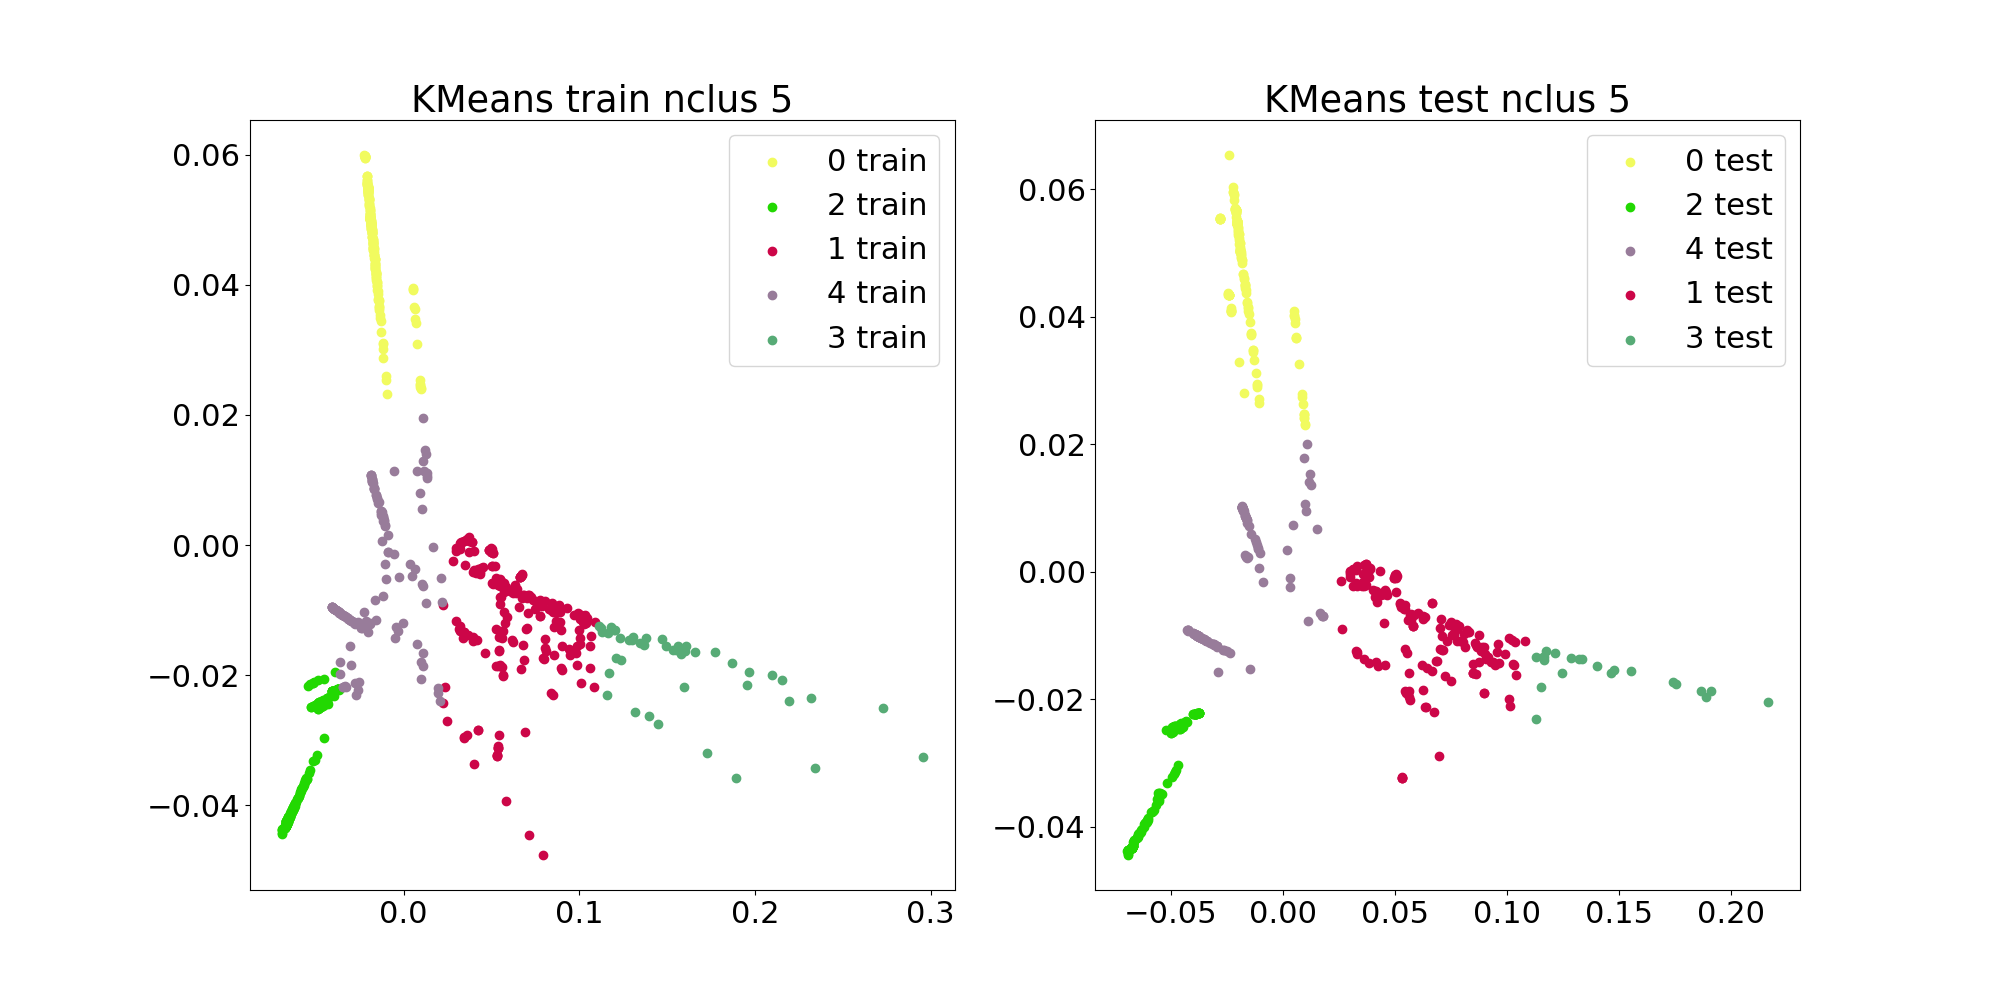 KMeans train nclus 5
0.06
0.04
0.02
0.00
−0.02
−0.04
0.0 0.1 0.2 0.3
0 train
2 train
1 train
4 train
3 train
KMeans test nclus 5
0.06
0.04
0.02
0.00
−0.02
−0.04
−0.05 0.00 0.05 0.10 0.15 0.20
0 test
2 test
4 test
1 test
3 test